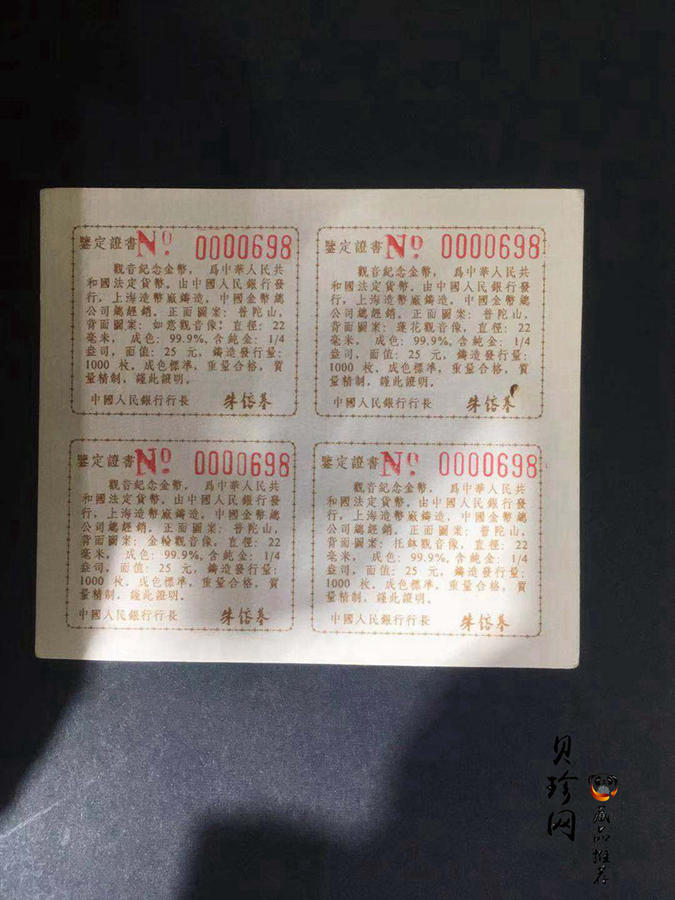 鑒定證書 Nº 0000698
觀音紀念金幣，爲中華人民共
和國法定貨幣。由中國人民銀行發
行，上海造幣廠鑄造，中國金幣總
公司總經銷。正面圖案：普陀山，
背面圖案：如意觀音像；直徑：22
毫米，成色：99.9%，含純金：1/4
盎司，面值：25 元，鑄造發行量：
1000 枚，成色標準，重量合格，質
量精制，謹此證明。
中國人民銀行行長 朱镕基
鑒定證書 Nº 0000698
觀音紀念金幣，爲中華人民共
和國法定貨幣。由中國人民銀行發
行，上海造幣廠鑄造，中國金幣總
公司總經銷。正面圖案：普陀山，
背面圖案：蓮花觀音像，直徑：22
毫米，成色：99.9%，含純金：1/4
盎司，面值：25 元，鑄造發行量：
1000 枚。成色標準，重量合格，質
量精制，謹此證明。
中國人民銀行行長 朱镕基
鑒定證書 Nº 0000698
觀音紀念金幣，爲中華人民共
和國法定貨幣。由中國人民銀行發
行，上海造幣廠鑄造，中國金幣總
公司總經銷。正面圖案：普陀山，
背面圖案：金輪觀音像，直徑：22
毫米，成色：99.9%，含純金：1/4
盎司，面值：25 元，鑄造發行量：
1000 枚，成色標準，重量合格，質
量精制，謹此證明。
中國人民銀行行長 朱镕基
鑒定證書 Nº 0000698
觀音紀念金幣，爲中華人民共
和國法定貨幣。由中國人民銀行發
行，上海造幣廠鑄造，中國金幣總
公司總經銷。正面圖案：普陀山，
背面圖案：托鉢觀音像，直徑：22
毫米，成色：99.9%，含純金：1/4
盎司，面值：25 元，鑄造發行量：
1000 枚。成色標準，重量合格，質
量精制，謹此證明。
中國人民銀行行長 朱镕基
贝珍网
藏品推荐